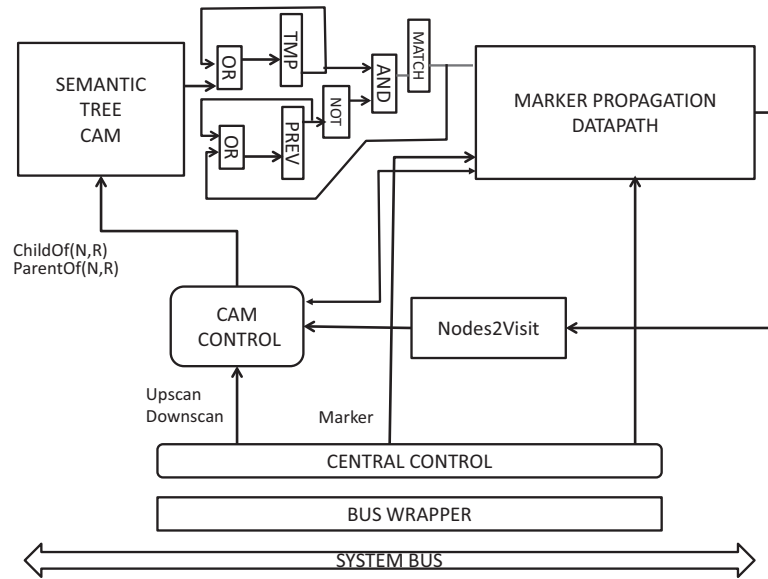 SEMANTIC
TREE
CAM
OR
TMP
OR
PREV
NOT
AND
MATCH
MARKER PROPAGATION
DATAPATH
ChildOf(N,R)
ParentOf(N,R)
CAM
CONTROL
Nodes2Visit
Upscan
Downscan
Marker
CENTRAL CONTROL
BUS WRAPPER
SYSTEM BUS